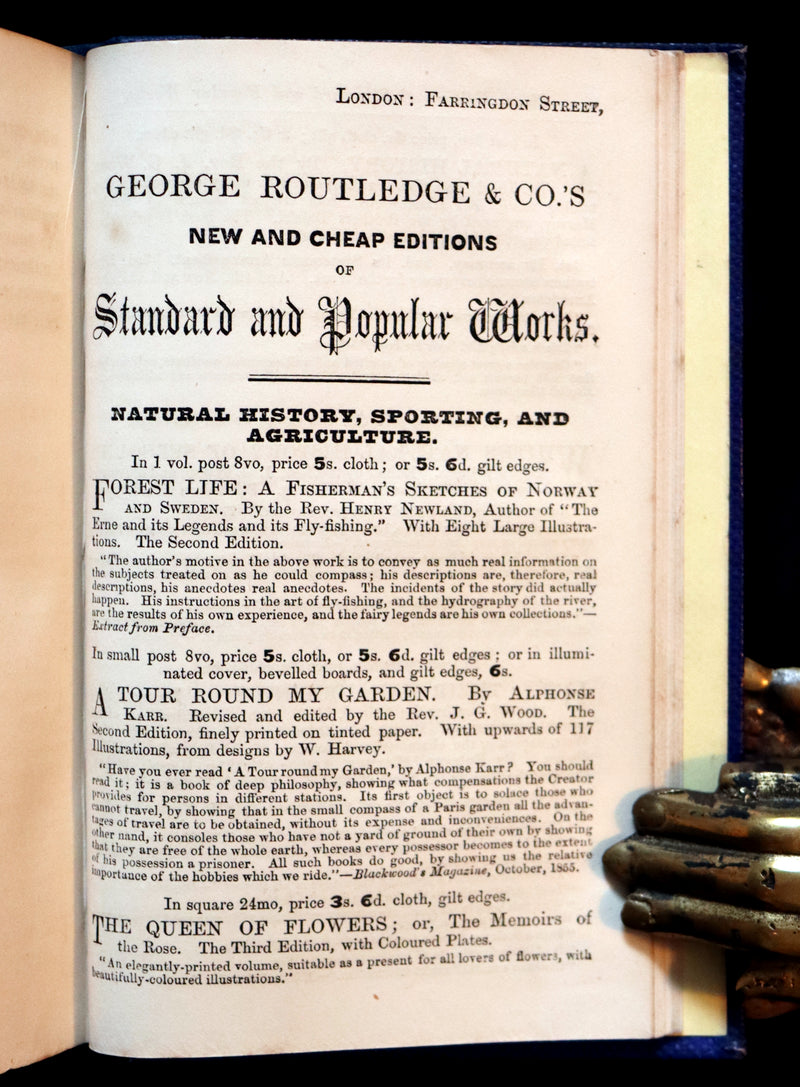 London: Farringdon Street,
GEORGE ROUTLEDGE & CO.'S
NEW AND CHEAP EDITIONS
OF
Standard and Popular Works.
NATURAL HISTORY, SPORTING, AND
AGRICULTURE.
In 1 vol. post 8vo, price 5s. cloth; or 5s. 6d. gilt edges.
FOREST LIFE: A Fisherman's Sketches of Norway
and Sweden. By the Rev. Henry Newland, Author of "The
Erne and its Legends and its Fly-fishing." With Eight Large Illustra-
tions. The Second Edition.
"The author's motive in the above work is to convey as much real information on
the subjects treated on as he could compass; his descriptions are, therefore, real
descriptions, his anecdotes real anecdotes. The incidents of the story did actually
happen. His instructions in the art of fly-fishing, and the hydrography of the river,
are the results of his own experience, and the fairy legends are his own collections."—
Extract from Preface.
In small post 8vo, price 5s. cloth, or 5s. 6d. gilt edges; or in illumi-
nated cover, bevelled boards, and gilt edges, 6s.
A TOUR ROUND MY GARDEN. By Alphonse
Karr. Revised and edited by the Rev. J. G. Wood. The
Second Edition, finely printed on tinted paper. With upwards of 117
Illustrations, from designs by W. Harvey.
"Have you ever read 'A Tour round my Garden,' by Alphonse Karr? You should
read it; it is a book of deep philosophy, showing what compensations the Creator
provides for persons in different stations. Its first object is to solace those who
cannot travel, by showing that in the small compass of a Paris garden all the advan-
tages of travel are to be obtained, without its expense and inconveniences. On the
other hand, it consoles those who have not a yard of ground of their own by showing
that they are free of the whole earth, whereas every possessor becomes to the extent
of his possession a prisoner. All such books do good, by showing us the relative
importance of the hobbies which we ride."—Blackwood's Magazine, October, 1855.
In square 24mo, price 3s. 6d. cloth, gilt edges.
THE QUEEN OF FLOWERS; or, The Memoirs of
the Rose. The Third Edition, with Coloured Plates.
"An elegantly-printed volume, suitable as a present for all lovers of flowers, with
beautifully-coloured illustrations."